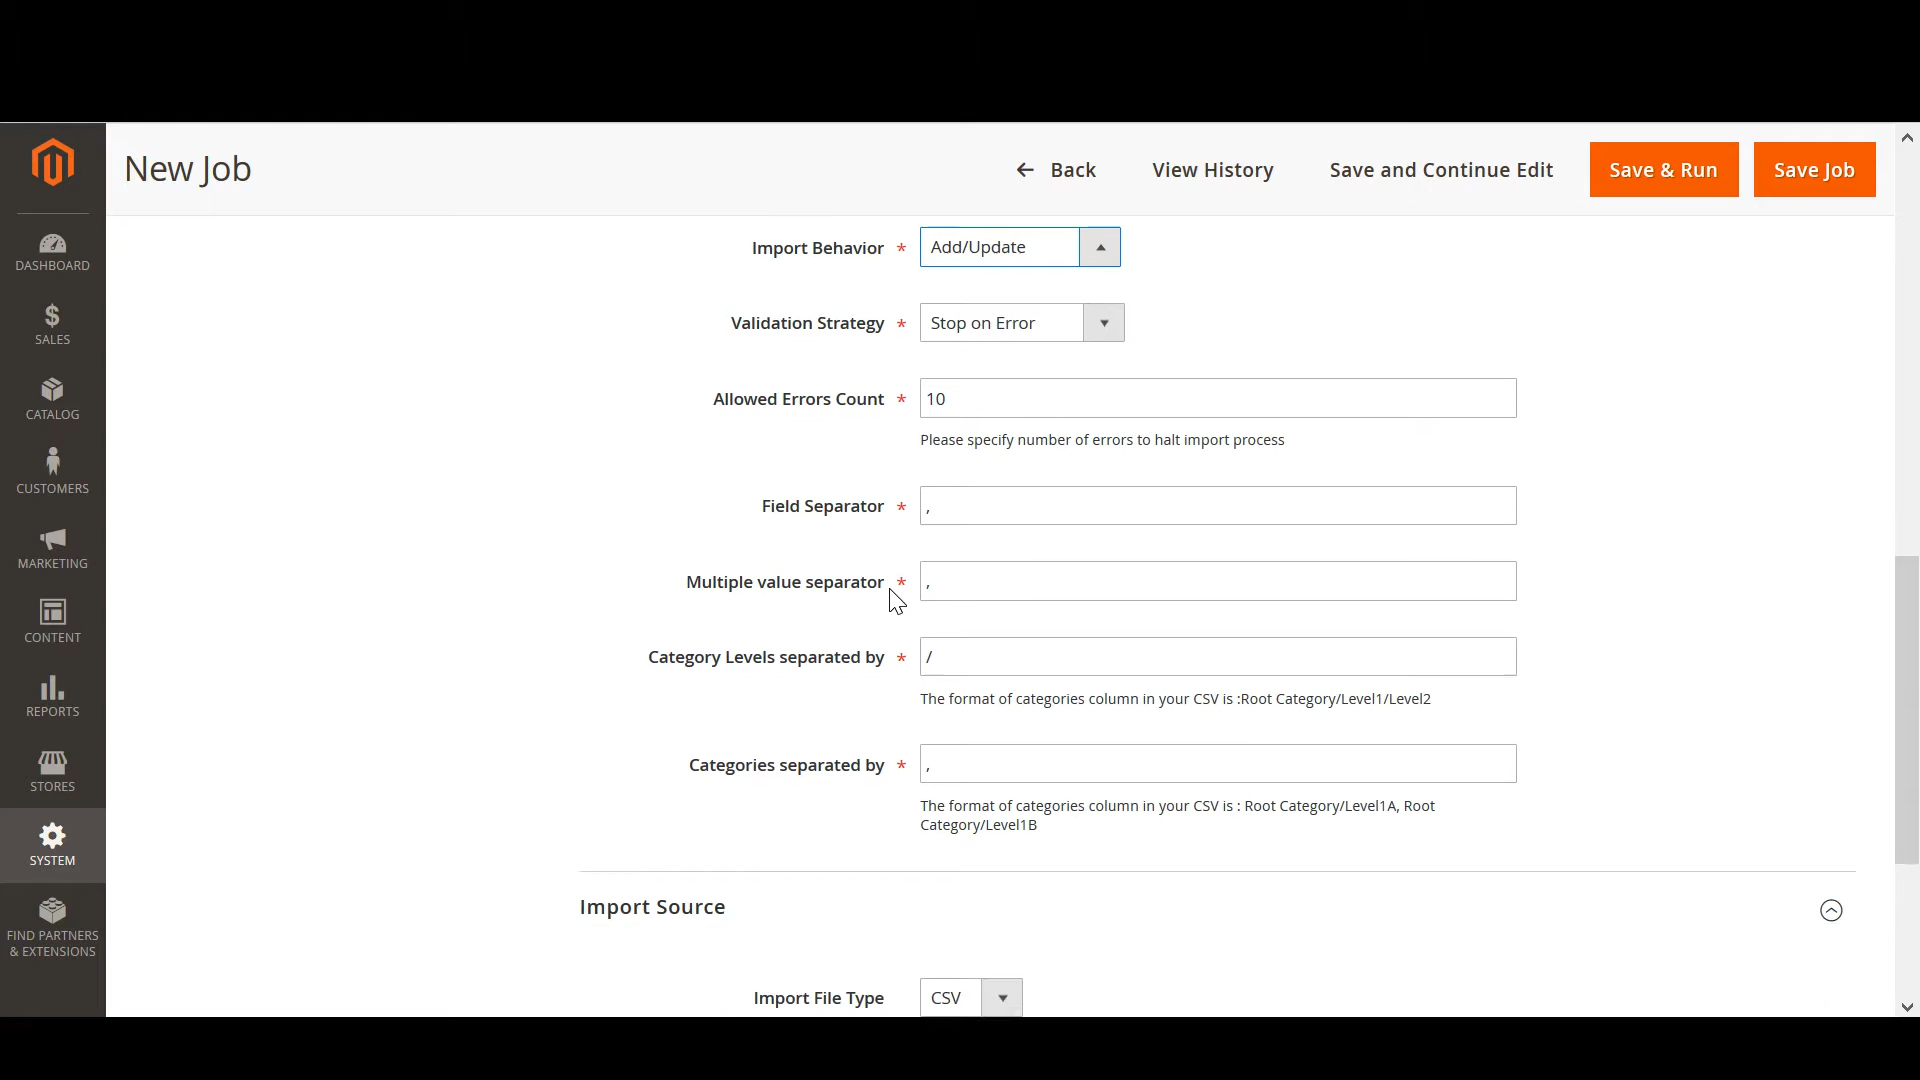 New Job
Back
View History
Save and Continue Edit
Save & Run
Save Job
DASHBOARD
SALES
CATALOG
CUSTOMERS
MARKETING
CONTENT
REPORTS
STORES
SYSTEM
FIND PARTNERS
& EXTENSIONS
Import Behavior * Add/Update
Validation Strategy * Stop on Error
Allowed Errors Count * 10
Please specify number of errors to halt import process
Field Separator * ,
Multiple value separator * ,
Category Levels separated by * /
The format of categories column in your CSV is :Root Category/Level1/Level2
Categories separated by * ,
The format of categories column in your CSV is : Root Category/Level1A, Root
Category/Level1B
Import Source
Import File Type CSV